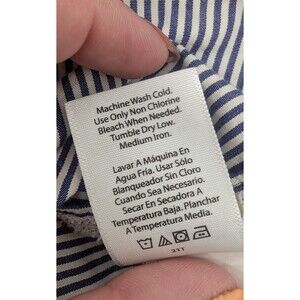 Machine Wash Cold.
Use Only Non Chlorine
Bleach When Needed.
Tumble Dry Low.
Medium Iron.
Lavar A Máquina En
Agua Fría. Usar Sólo
Blanqueador Sin Cloro
Cuando Sea Necesario.
Secar En Secadora A
Temperatura Baja. Planchar
A Temperatura Media.